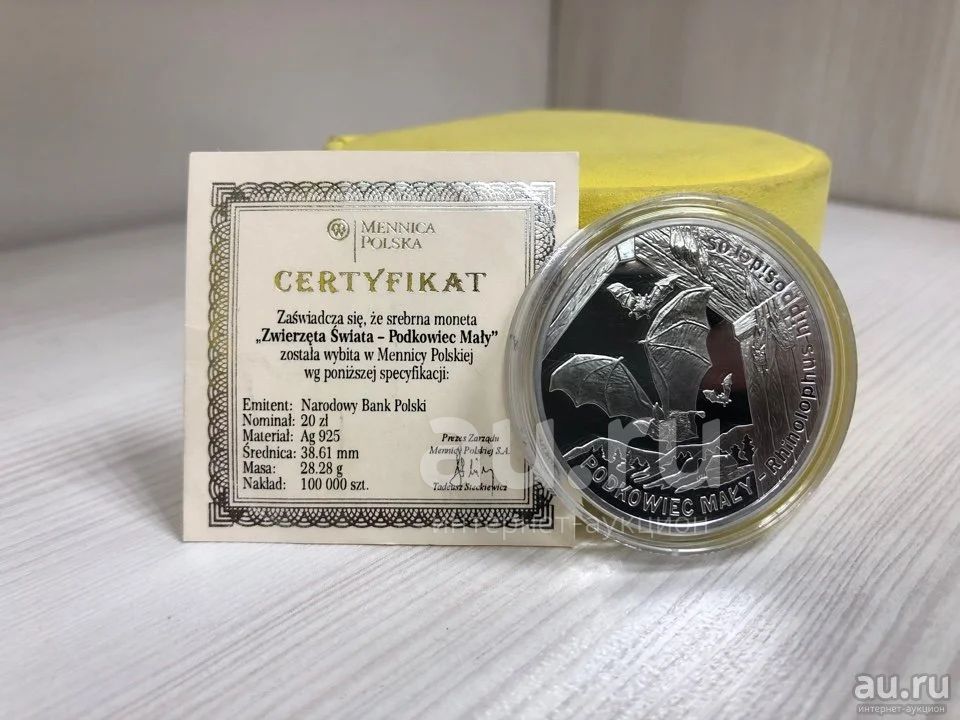 MENNICA
POLSKA
CERTYFIKAT
Zaświadcza się, że srebrna moneta
„Zwierzęta Świata – Podkowiec Mały”
została wybita w Mennicy Polskiej
wg poniższej specyfikacji:
Emitent: Narodowy Bank Polski
Nominał: 20 zł
Materiał: Ag 925
Średnica: 38.61 mm
Masa: 28.28 g
Nakład: 100 000 szt.
Prezes Zarządu
Mennicy Polskiej S.A.
Tadeusz Steckiewicz
PODKOWIEC MAŁY – Rhinolophus hipposideros
au.ru
интернет-аукцион
au.ru
интернет-аукцион